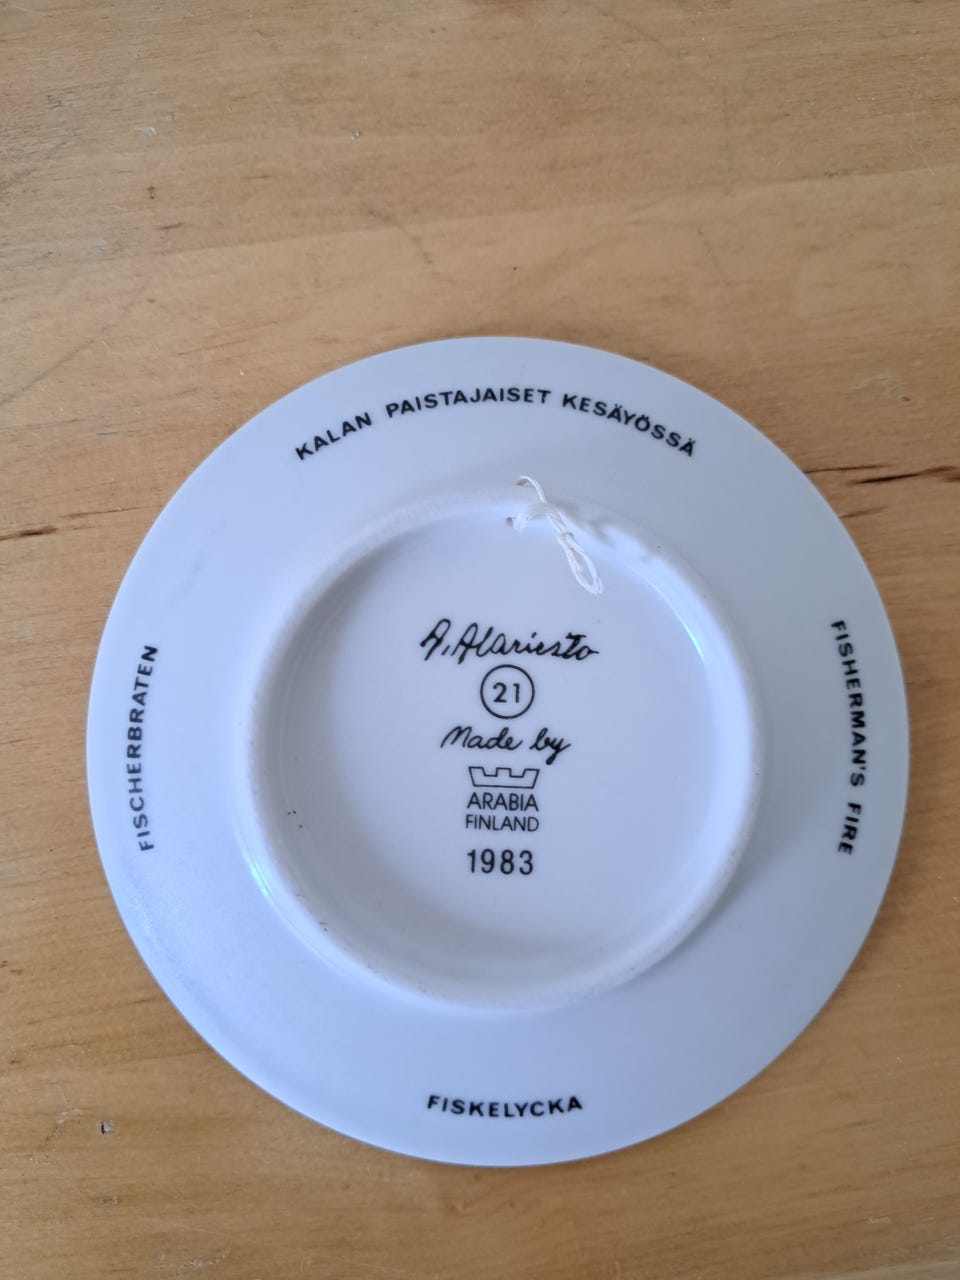 KALAN PAISTAJAISET KESÄYÖSSÄ
FISCHERBRATEN
FISHERMAN'S FIRE
A. Alariesto
21
Made by
ARABIA
FINLAND
1983
FISKELYCKA